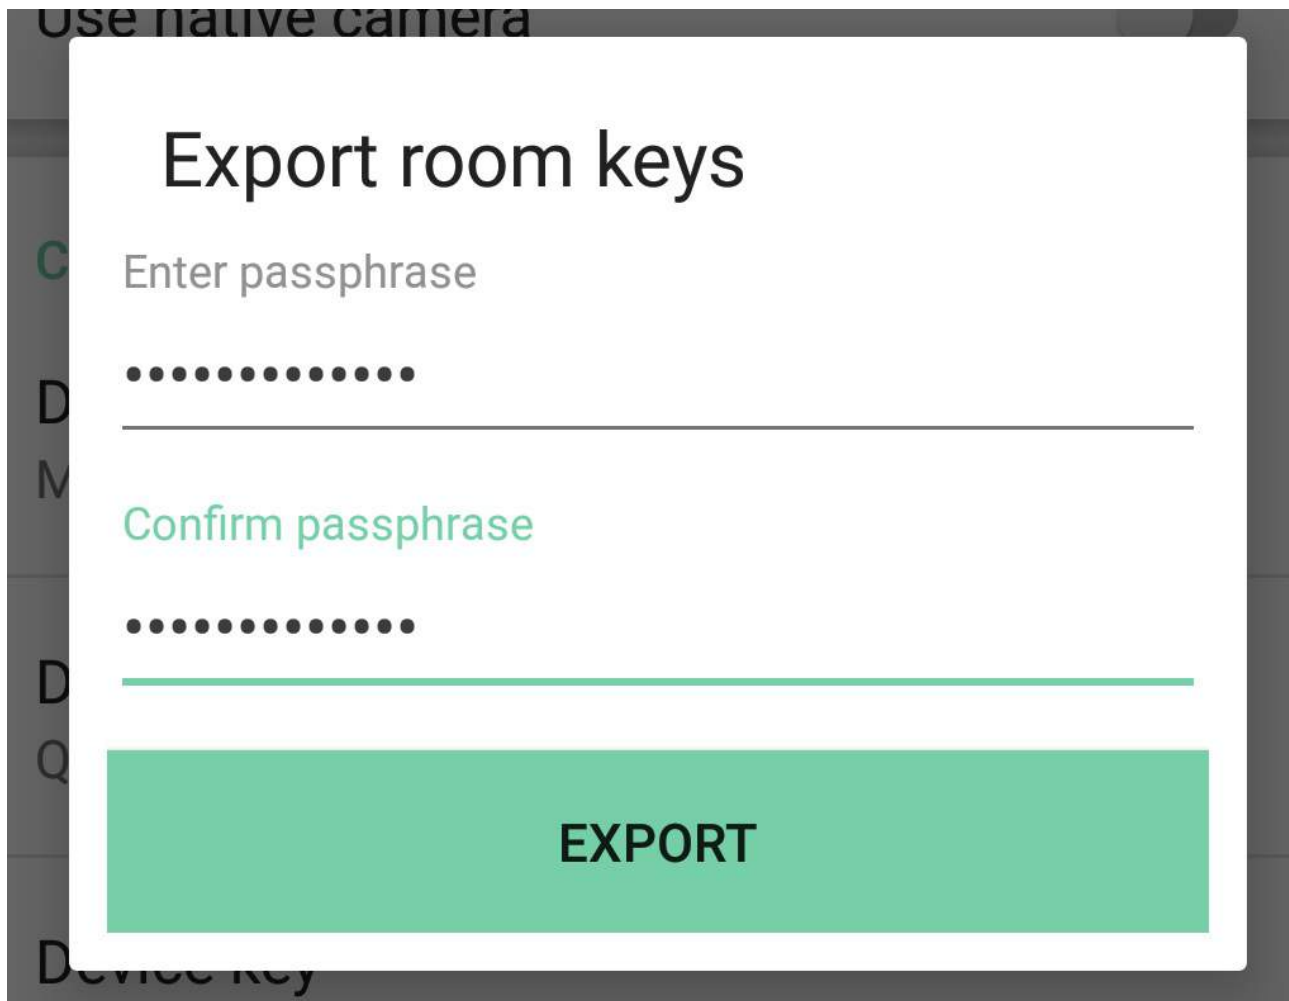 Use native camera
Export room keys
Enter passphrase
•••••••••••••
Confirm passphrase
•••••••••••••
EXPORT
Device key